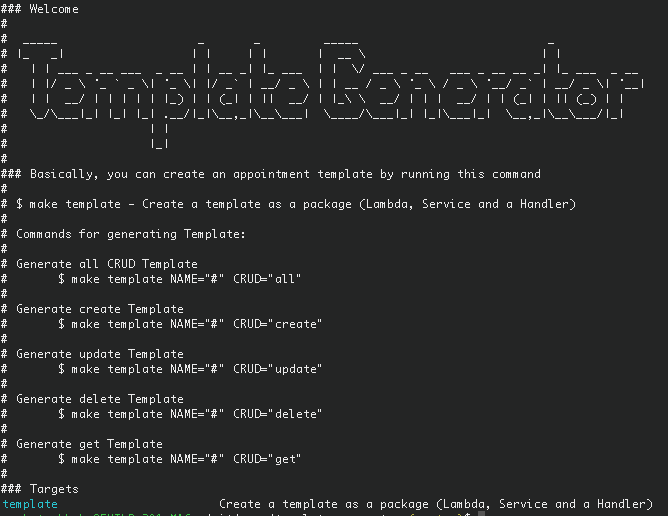 ### Welcome
#
# Template Generator
#
### Basically, you can create an appointment template by running this command
#
# $ make template - Create a template as a package (Lambda, Service and a Handler)
#
# Commands for generating Template:
#
# Generate all CRUD Template
# $ make template NAME="#" CRUD="all"
#
# Generate create Template
# $ make template NAME="#" CRUD="create"
#
# Generate update Template
# $ make template NAME="#" CRUD="update"
#
# Generate delete Template
# $ make template NAME="#" CRUD="delete"
#
# Generate get Template
# $ make template NAME="#" CRUD="get"
#
### Targets
template Create a template as a package (Lambda, Service and a Handler)